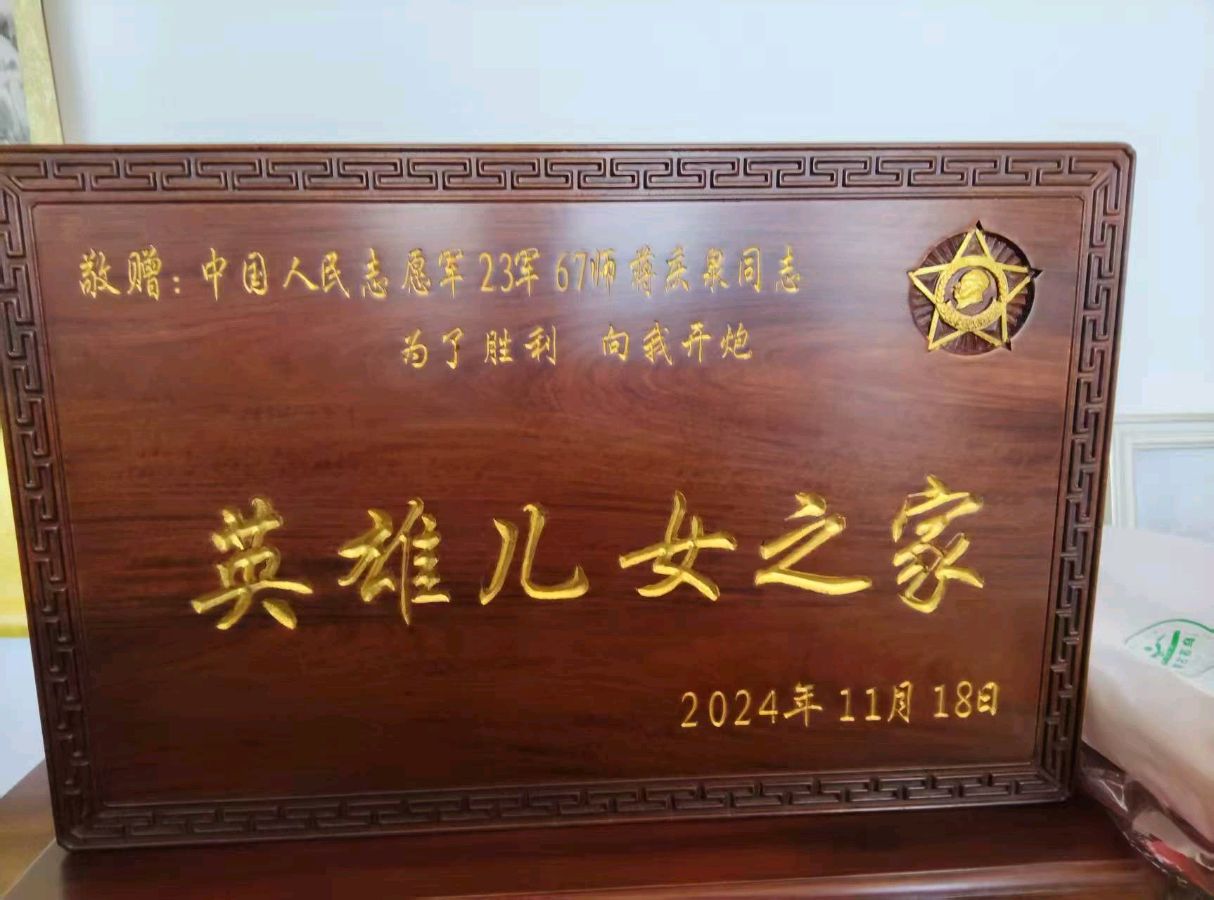 敬赠：中国人民志愿军23军67师蒋庆泉同志
为了胜利 向我开炮
英雄儿女之家
2024年11月18日